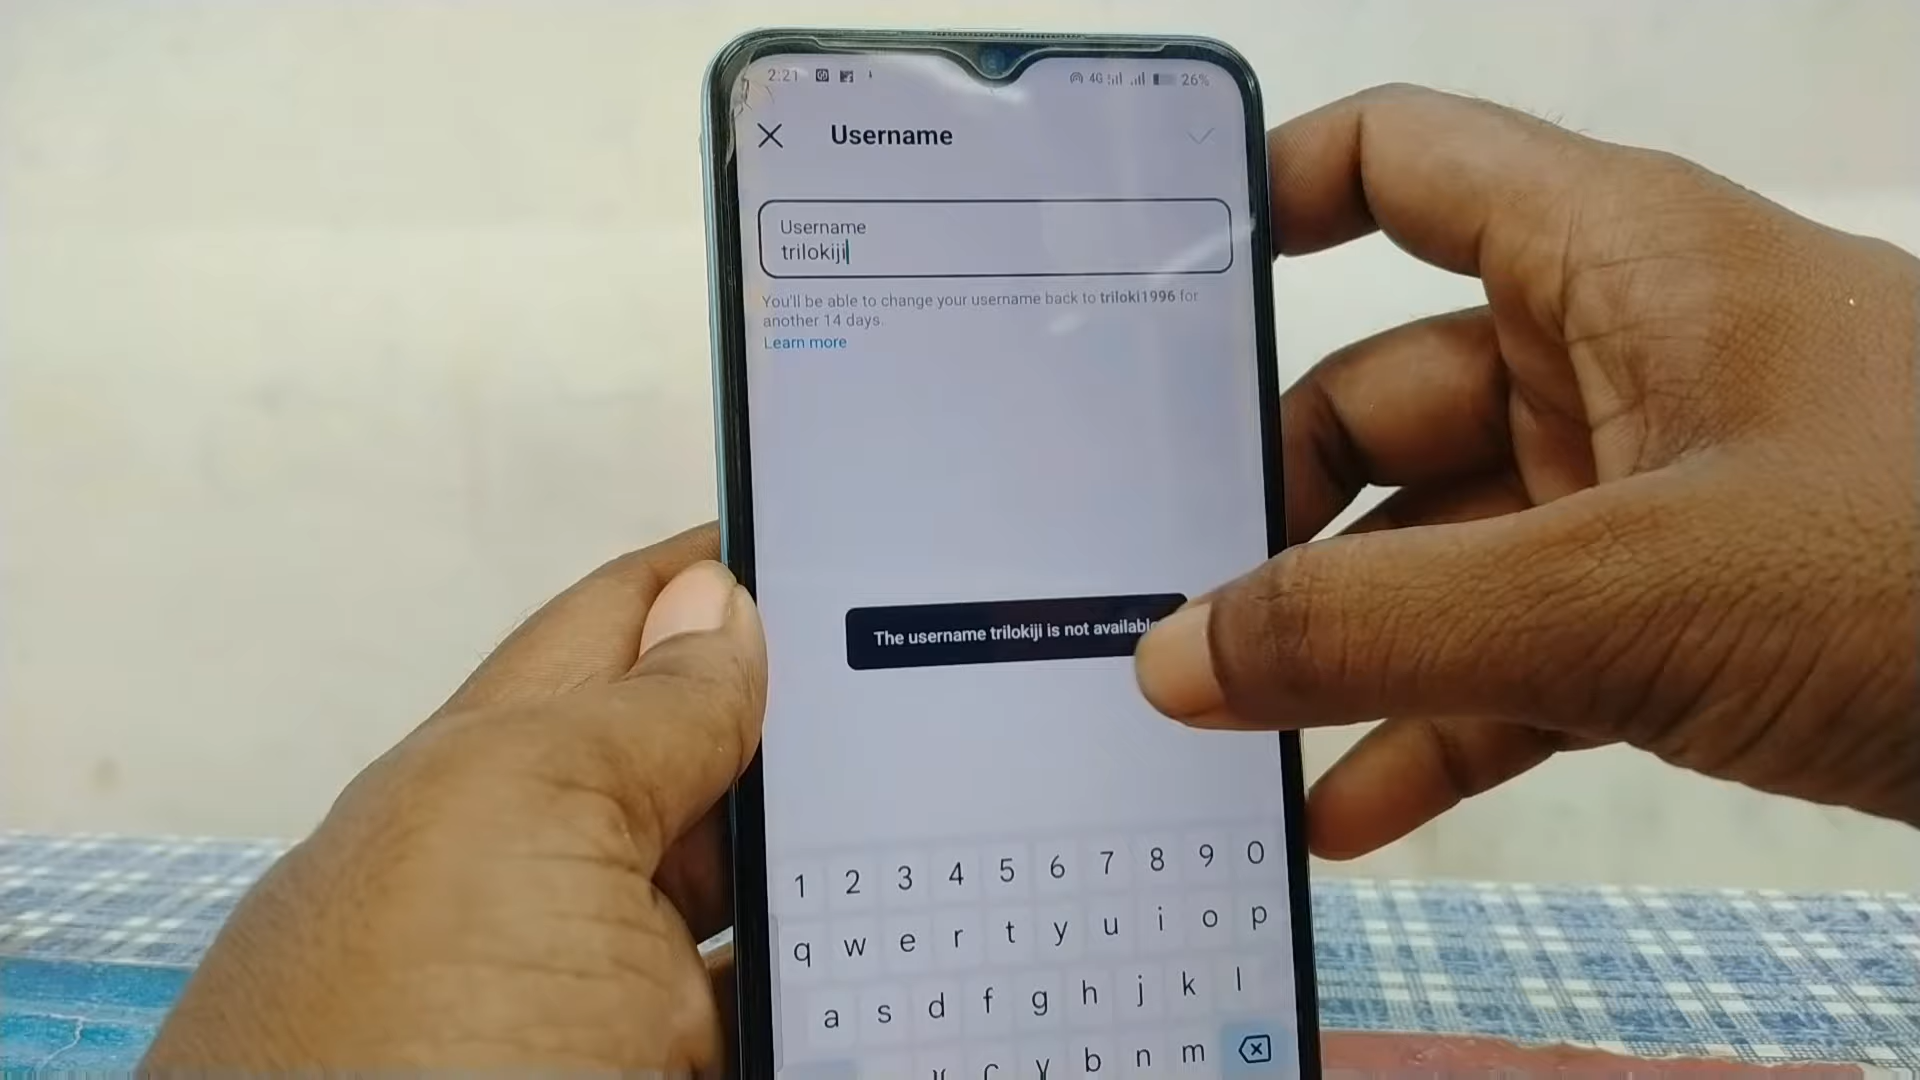 2:21 4G 26%
Username
Username
trilokiji
You'll be able to change your username back to triloki1996 for
another 14 days.
Learn more
The username trilokiji is not available
1 2 3 4 5 6 7 8 9 0
q w e r t y u i o p
a s d f g h j k l
c v b n m